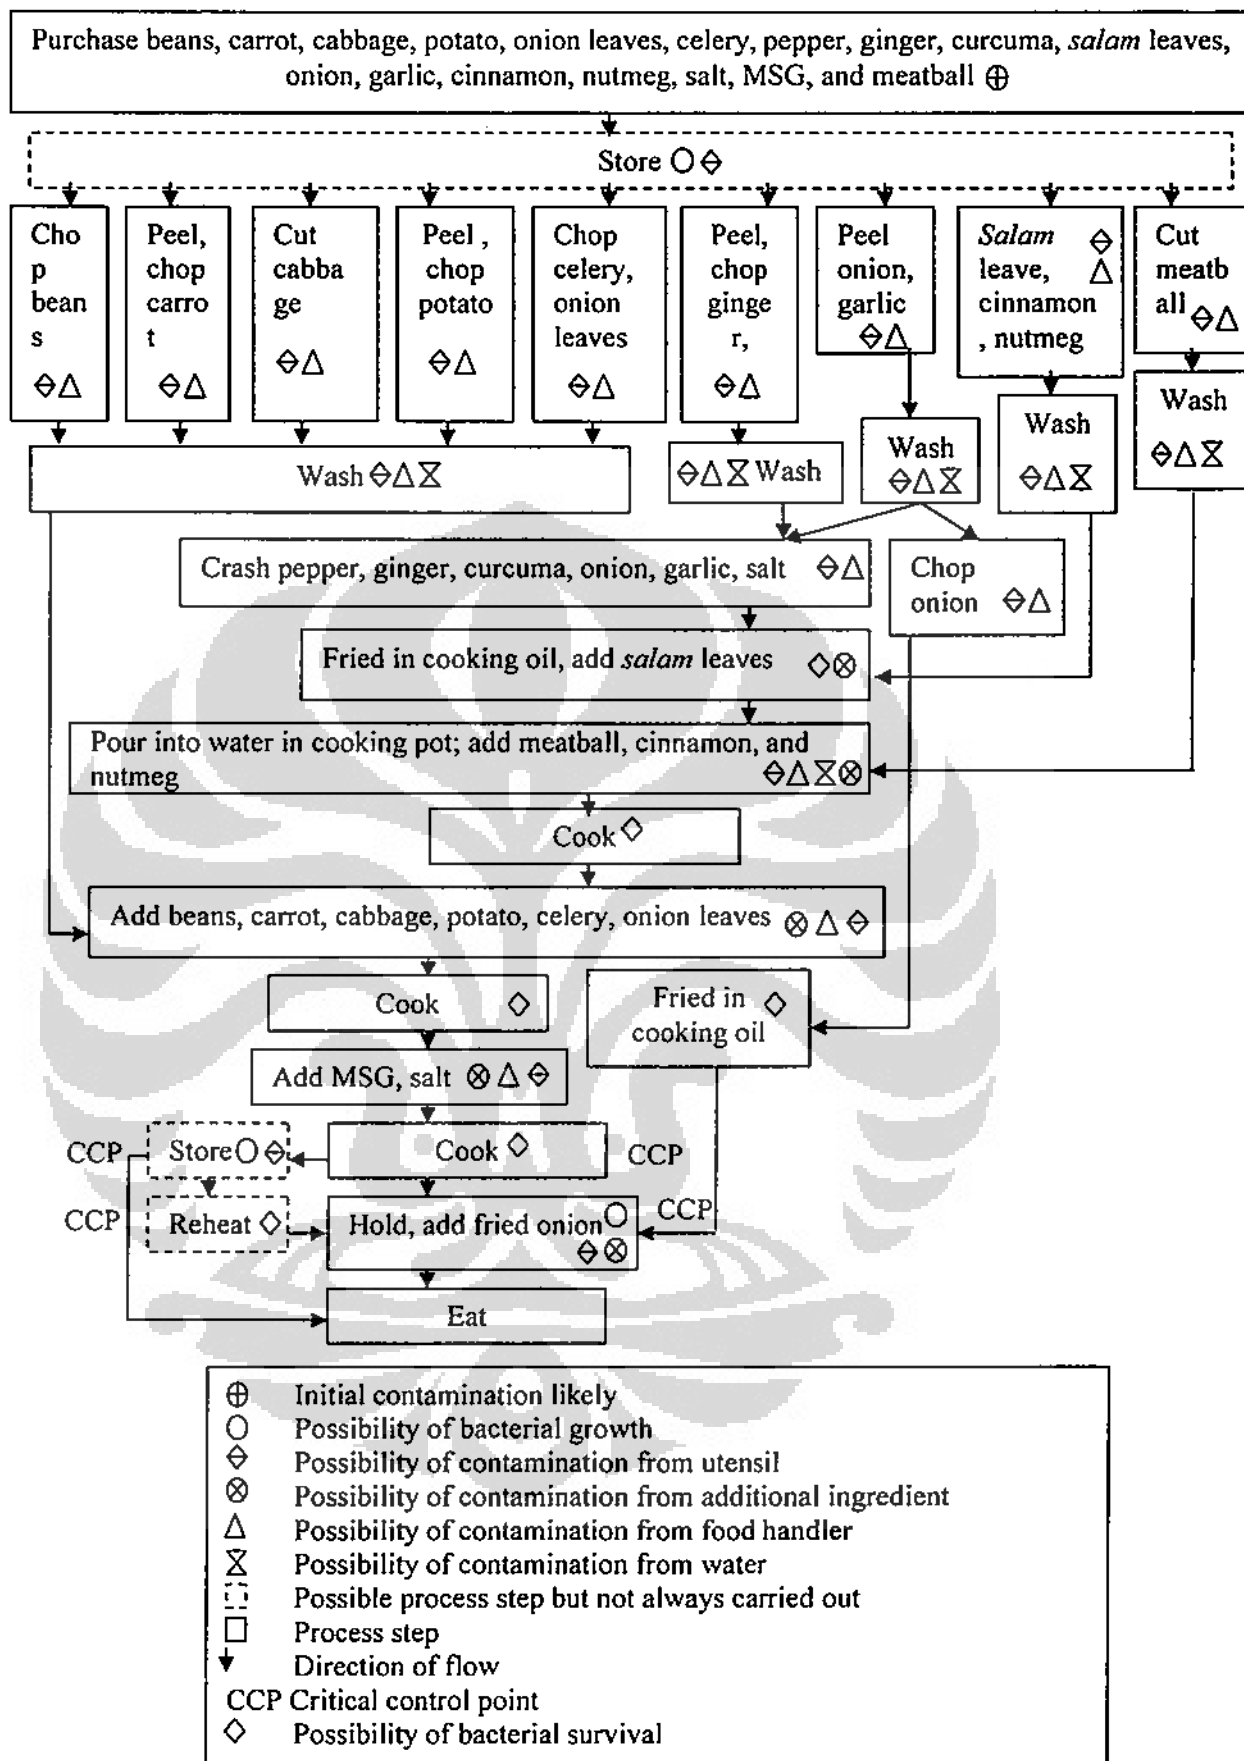 Purchase beans, carrot, cabbage, potato, onion leaves, celery, pepper, ginger, curcuma, salam leaves,
onion, garlic, cinnamon, nutmeg, salt, MSG, and meatball ⊕
Store
Cho
p
bean
s
Peel,
chop
carro
t
Cut
cabba
ge
Peel ,
chop
potato
Chop
celery,
onion
leaves
Peel,
chop
ginge
r,
Peel
onion,
garlic
Salam
leave,
cinnamon
, nutmeg
Cut
meatb
all
Wash
Wash
Wash
Wash
Wash
Crash pepper, ginger, curcuma, onion, garlic, salt
Chop
onion
Fried in cooking oil, add salam leaves
Pour into water in cooking pot; add meatball, cinnamon, and
nutmeg
Cook
Add beans, carrot, cabbage, potato, celery, onion leaves
Cook
Fried in
cooking oil
Add MSG, salt
CCP
Store
Cook
CCP
CCP
Reheat
Hold, add fried onion
CCP
Eat
Initial contamination likely
Possibility of bacterial growth
Possibility of contamination from utensil
Possibility of contamination from additional ingredient
Possibility of contamination from food handler
Possibility of contamination from water
Possible process step but not always carried out
Process step
Direction of flow
CCP Critical control point
Possibility of bacterial survival